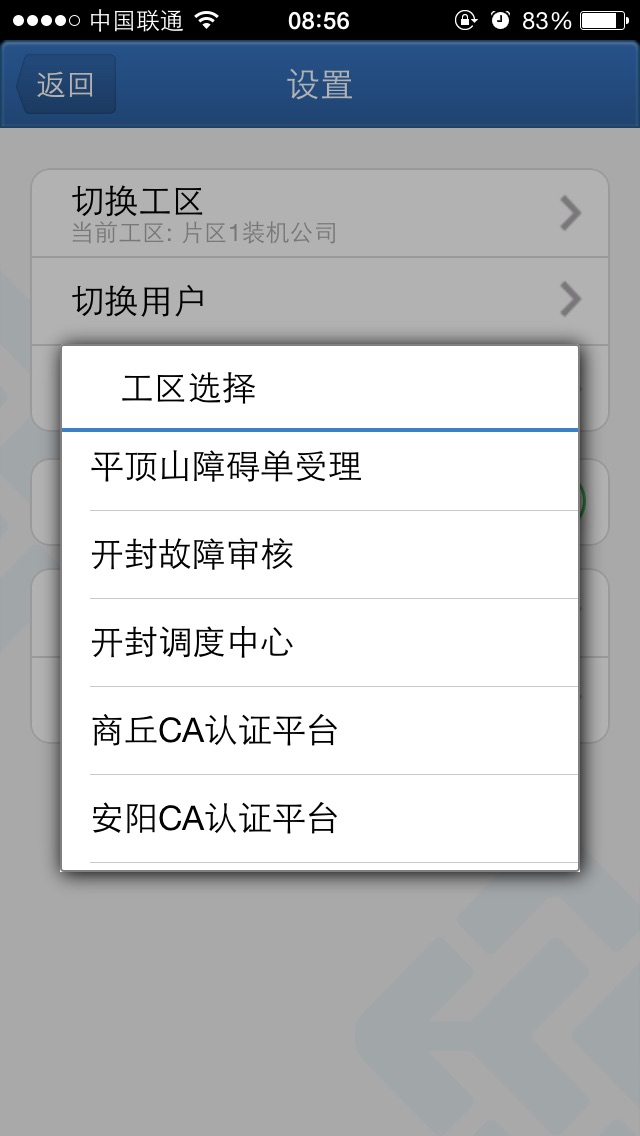 中国联通 08:56 83%
返回 设置
切换工区
当前工区: 片区1装机公司
切换用户
工区选择
平顶山障碍单受理
开封故障审核
开封调度中心
商丘CA认证平台
安阳CA认证平台